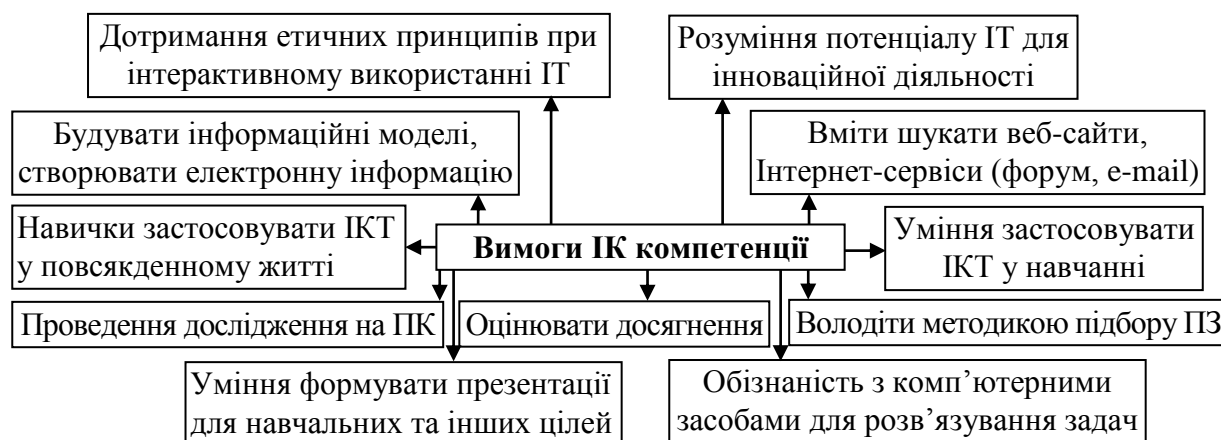 Дотримання етичних принципів при
інтерактивному використанні ІТ
Розуміння потенціалу ІТ для
інноваційної діяльності
Будувати інформаційні моделі,
створювати електронну інформацію
Вміти шукати веб-сайти,
Інтернет-сервіси (форум, e-mail)
Навички застосовувати ІКТ
у повсякденному житті
Вимоги ІК компетенції
Уміння застосовувати
ІКТ у навчанні
Проведення дослідження на ПК
Оцінювати досягнення
Володіти методикою підбору ПЗ
Уміння формувати презентації
для навчальних та інших цілей
Обізнаність з комп’ютерними
засобами для розв’язування задач